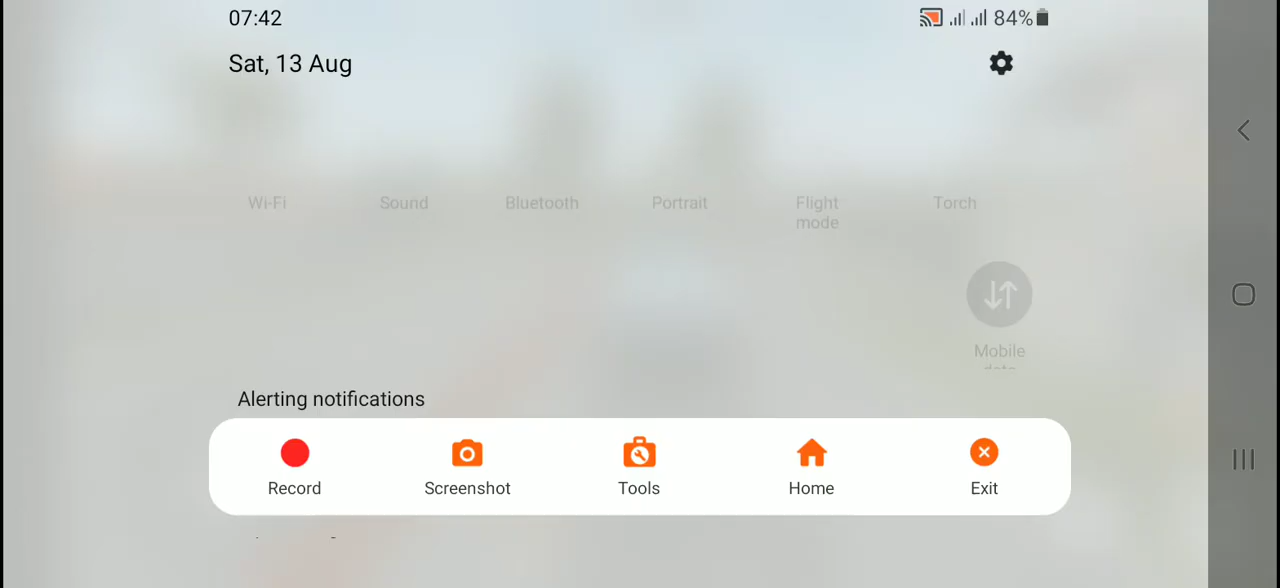 07:42
84%
Sat, 13 Aug
Wi-Fi
Sound
Bluetooth
Portrait
Flight
mode
Torch
Mobile
Alerting notifications
Record
Screenshot
Tools
Home
Exit